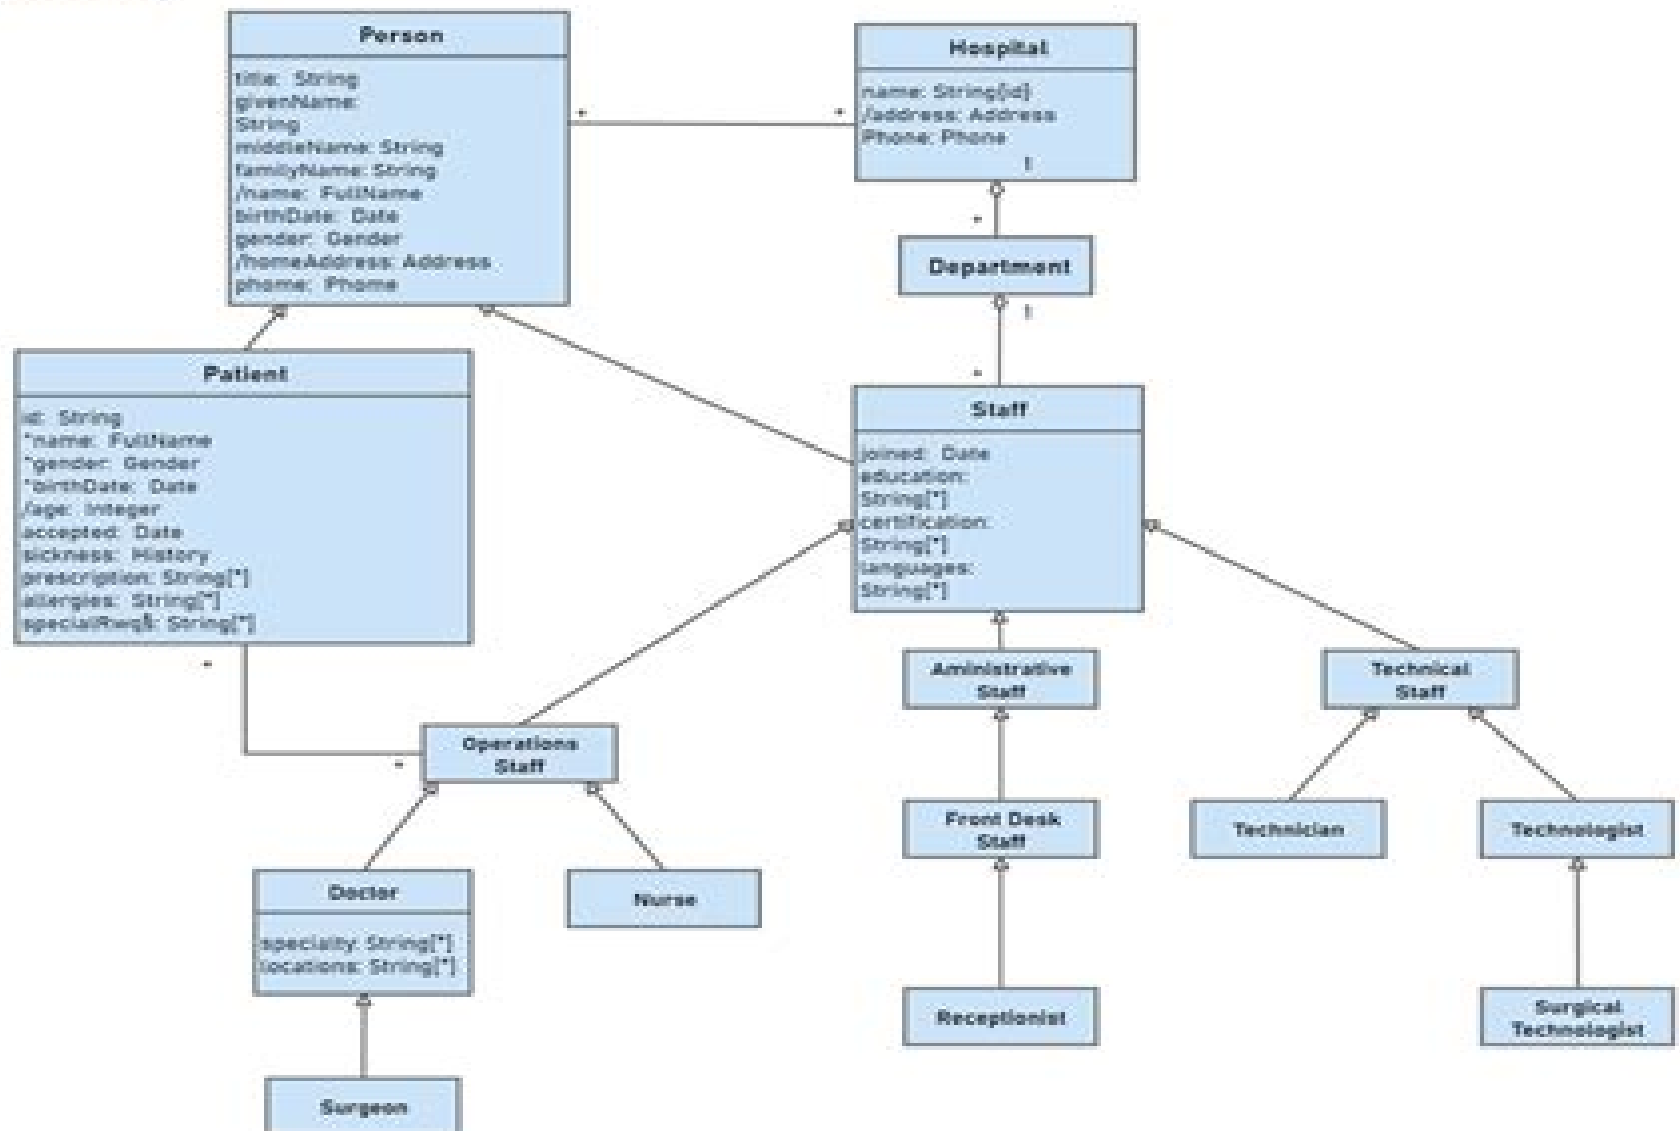 Person
title: String
givenName:
String
middleName: String
familyName: String
/name: FullName
birthDate: Date
gender: Gender
/homeAddress: Address
phome: Phome
*
*
Hospital
name: String{id}
/address: Address
Phone: Phone
1
*
Department
1
*
Patient
id: String
^name: FullName
^gender: Gender
^birthDate: Date
/age: Integer
accepted: Date
sickness: History
prescription: String[*]
allergies: String[*]
String[*]
*
Staff
joined: Date
education:
String[*]
certification:
String[*]
languages:
String[*]
Operations
Staff
*
Aministrative
Staff
Technical
Staff
Front Desk
Staff
Technician
Technologist
Doctor
specialty: String[*]
locations: String[*]
Nurse
Receptionist
Surgical
Technologist
Surgeon